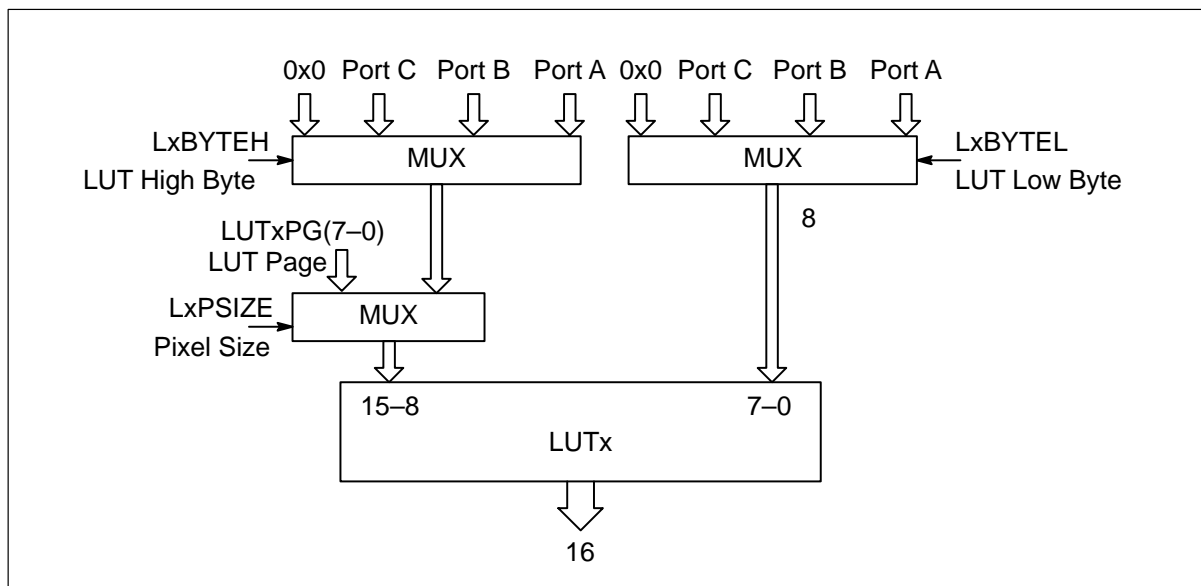 0x0 Port C Port B Port A 0x0 Port C Port B Port A
LxBYTEH MUX MUX LxBYTEL
LUT High Byte LUT Low Byte
8
LUTxPG(7–0)
LUT Page
LxPSIZE MUX
Pixel Size
15–8 7–0
LUTx
16